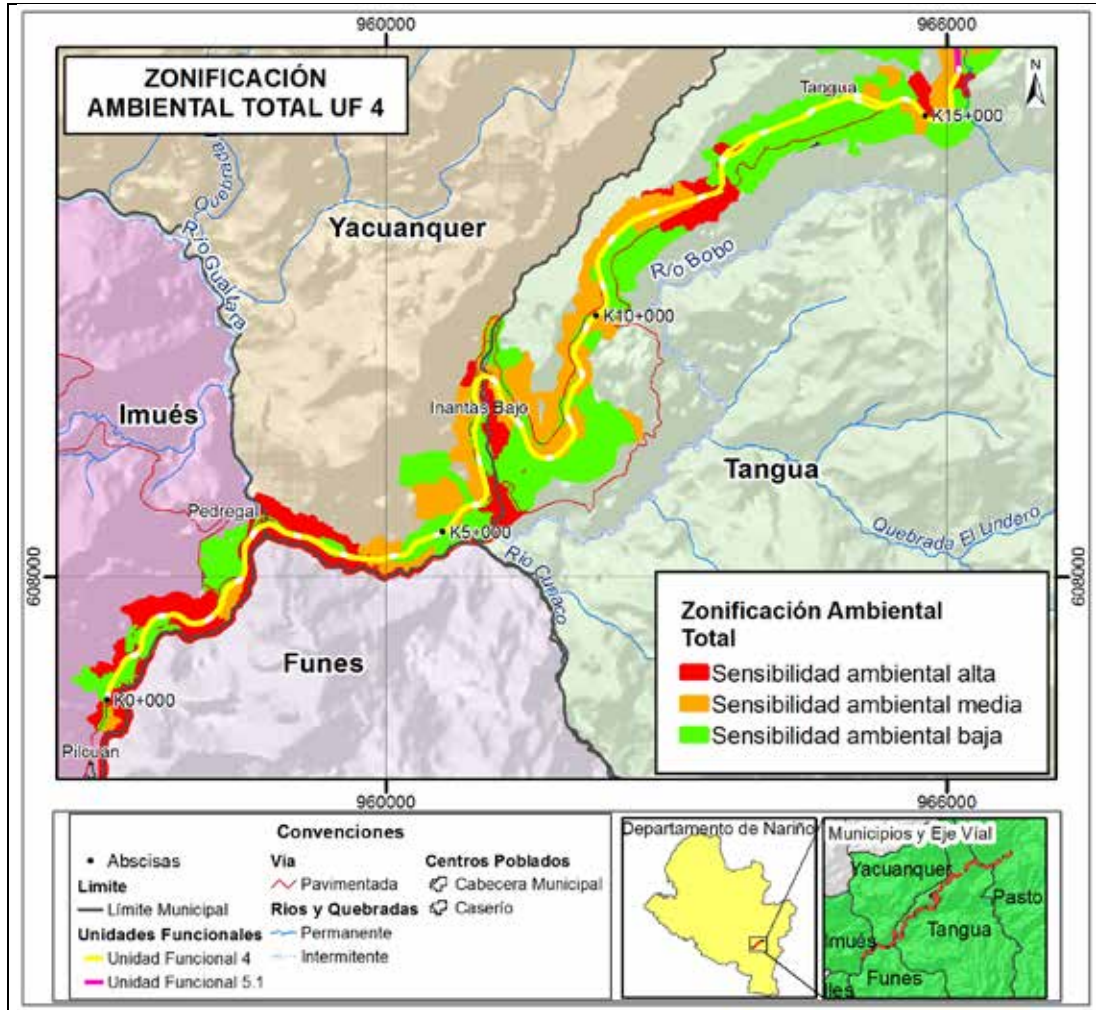 960000
966000
ZONIFICACIÓN
AMBIENTAL TOTAL UF 4
N
Tangua
K15+000
Quebrada
Río Guáitara
Yacuanquer
Río Bobo
K10+000
Inantas Bajo
Imués
Tangua
Pedregal
K5+000
Quebrada El Lindero
608000
608000
Río Curiaco
Funes
K0+000
Pilcuan
Zonificación Ambiental
Total
Sensibilidad ambiental alta
Sensibilidad ambiental media
Sensibilidad ambiental baja
960000
966000
Convenciones
Abscisas
Límite
Límite Municipal
Unidades Funcionales
Unidad Funcional 4
Unidad Funcional 5.1
Vía
Pavimentada
Rios y Quebradas
Permanente
Intermitente
Centros Poblados
Cabecera Municipal
Caserío
Departamento de Nariño
Municipios y Eje Vial
Yacuanquer
Pasto
Imués
Tangua
Funes
Iles